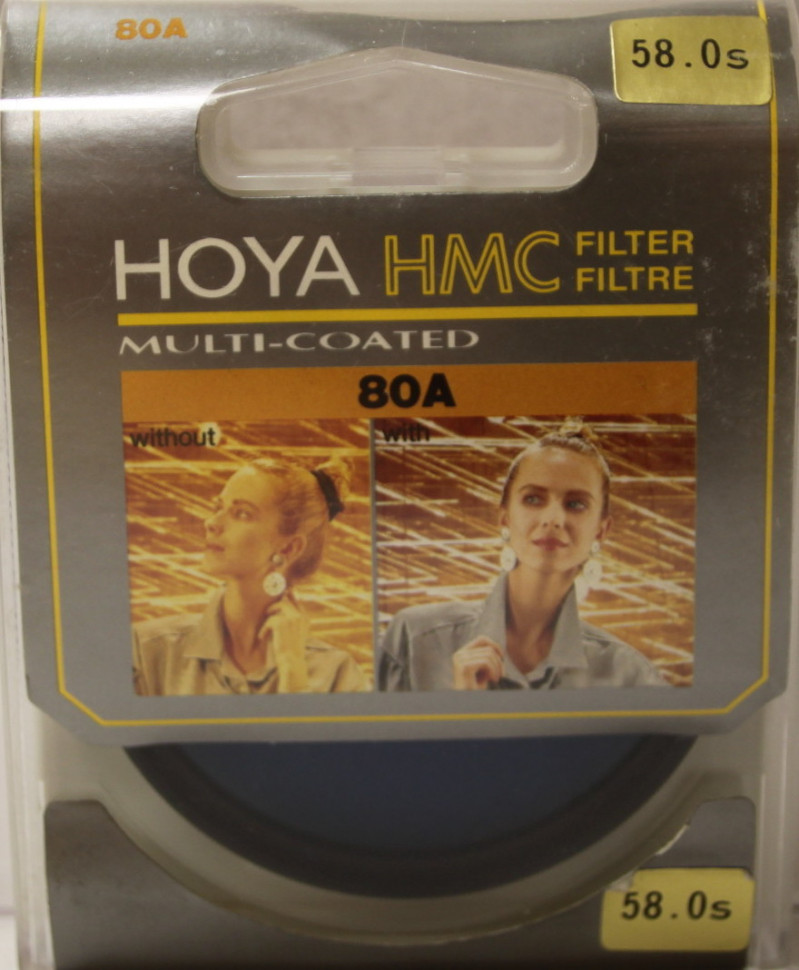 80A
58.0s
HOYA HMC FILTER
FILTRE
MULTI-COATED
80A
without
with
58.0s